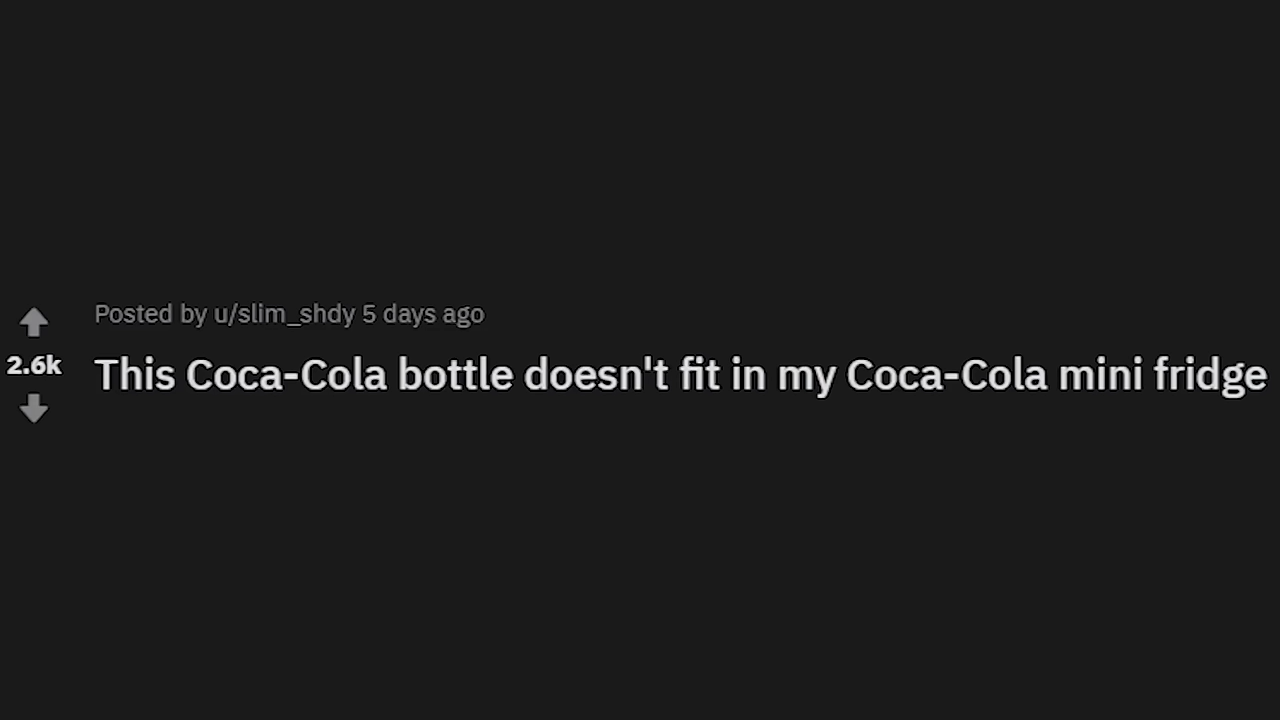 Posted by u/slim_shdy 5 days ago
2.6k
This Coca-Cola bottle doesn't fit in my Coca-Cola mini fridge